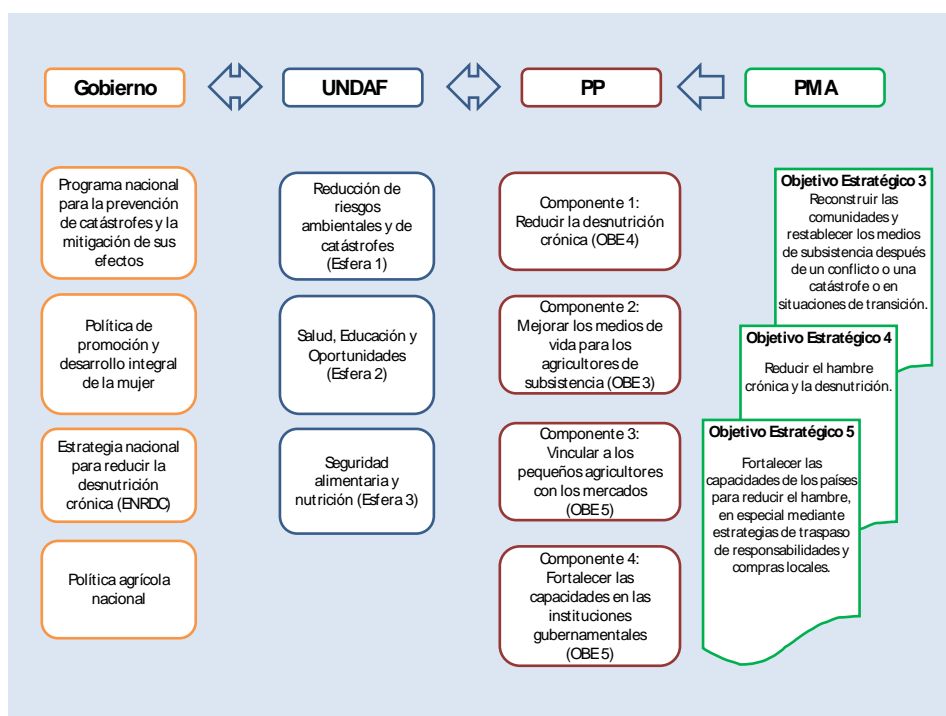 Gobierno
UNDAF
PP
PMA
Programa nacional
para la prevención
de catástrofes y la
mitigación de sus
efectos
Política de
promoción y
desarrollo integral
de la mujer
Estrategia nacional
para reducir la
desnutrición
crónica (ENRDC)
Política agrícola
nacional
Reducción de
riesgos
ambientales y de
catástrofes
(Esfera 1)
Salud, Educación y
Oportunidades
(Esfera 2)
Seguridad
alimentaria y
nutrición (Esfera 3)
Componente 1:
Reducir la desnutrición
crónica (OBE 4)
Componente 2:
Mejorar los medios de
vida para los
agricultores de
subsistencia (OBE 3)
Componente 3:
Vincular a los
pequeños agricultores
con los mercados
(OBE 5)
Componente 4:
Fortalecer las
capacidades en las
instituciones
gubernamentales
(OBE 5)
Objetivo Estratégico 3
Reconstruir las
comunidades y
restablecer los medios
de subsistencia después
de un conflicto o una
catástrofe o en
situaciones de transición.
Objetivo Estratégico 4
Reducir el hambre
crónica y la desnutrición.
Objetivo Estratégico 5
Fortalecer las
capacidades de los países
para reducir el hambre,
en especial mediante
estrategias de traspaso
de responsabilidades y
compras locales.